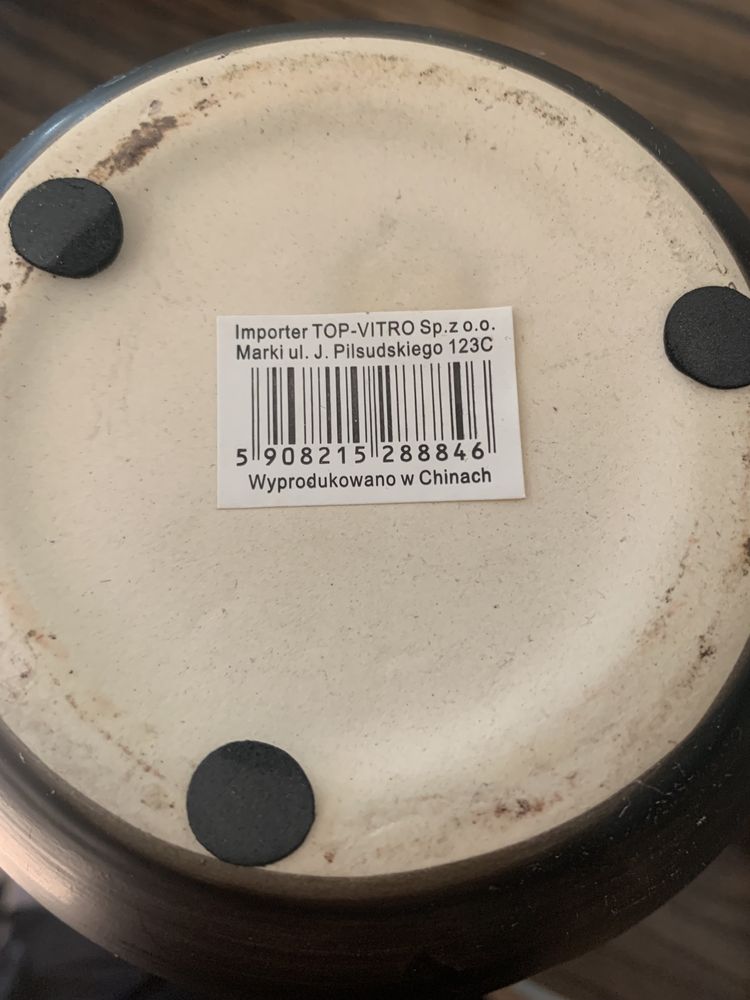 Importer TOP-VITRO Sp.z o.o.
Marki ul. J. Pilsudskiego 123C
5 908215 288846
Wyprodukowano w Chinach